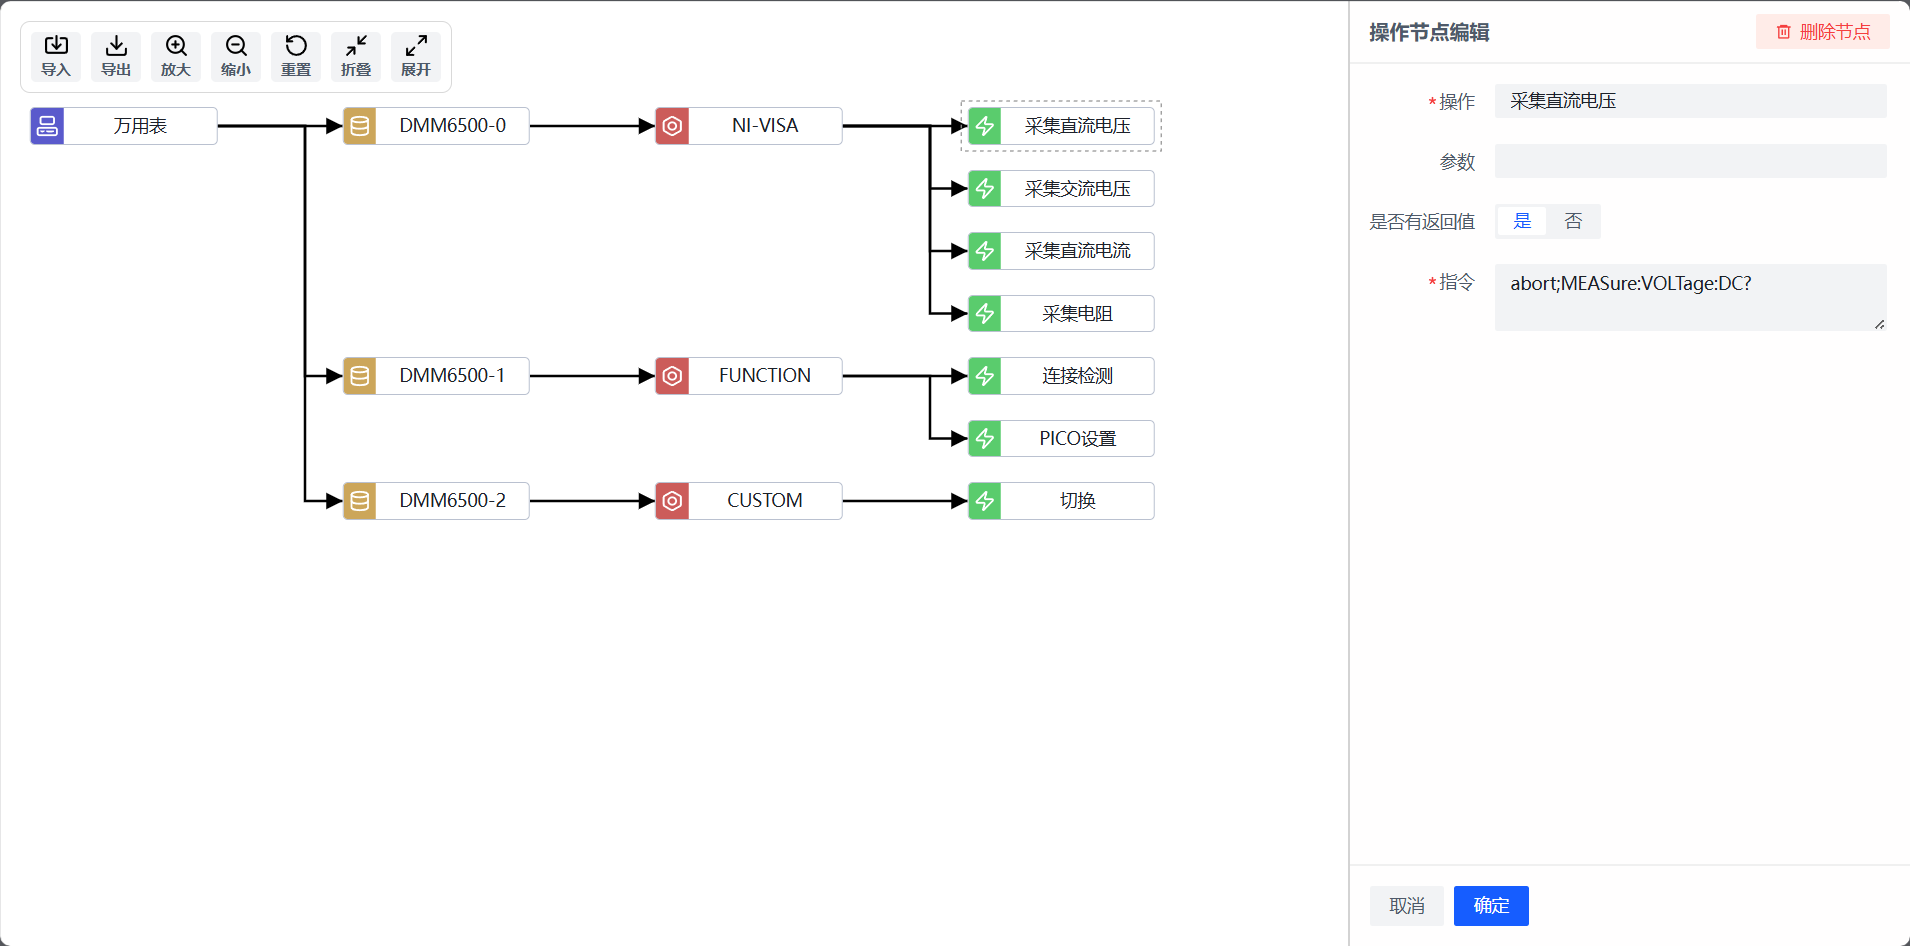 导入
导出
放大
缩小
重置
折叠
展开
万用表
DMM6500-0
NI-VISA
采集直流电压
采集交流电压
采集直流电流
采集电阻
DMM6500-1
FUNCTION
连接检测
PICO设置
DMM6500-2
CUSTOM
切换
操作节点编辑
删除节点
*操作
采集直流电压
参数
是否有返回值
是
否
*指令
abort;MEASure:VOLTage:DC?
取消
确定